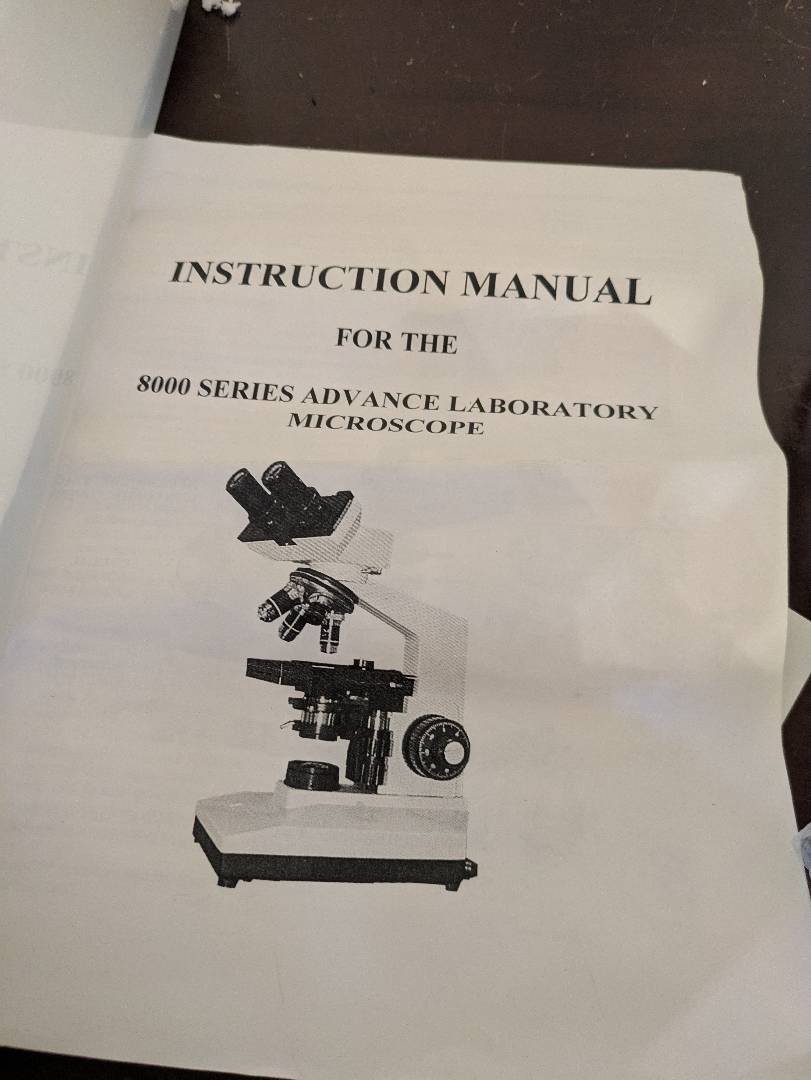 INSTRUCTION MANUAL
FOR THE
8000 SERIES ADVANCE LABORATORY
MICROSCOPE